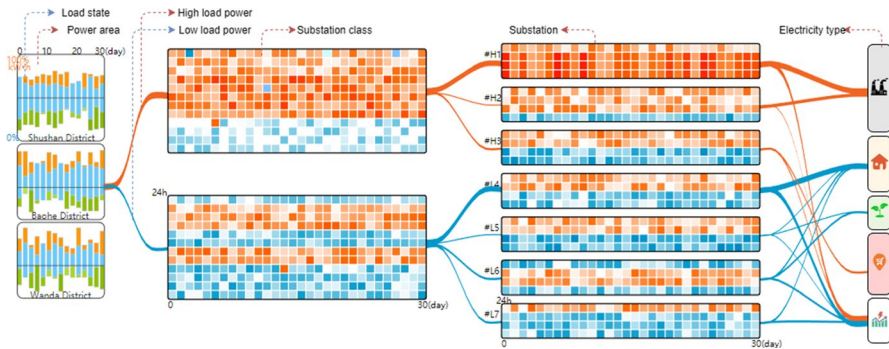 Load state
High load power
Power area
Low load power
Substation class
Substation
Electricity type
0 10 20 30(day)
100%
Shushan District
0%
Baohe District
Wanda District
24h
0 30(day)
#H1
#H2
#H3
#L4
#L5
#L6
24h
#L7
0 30(day)